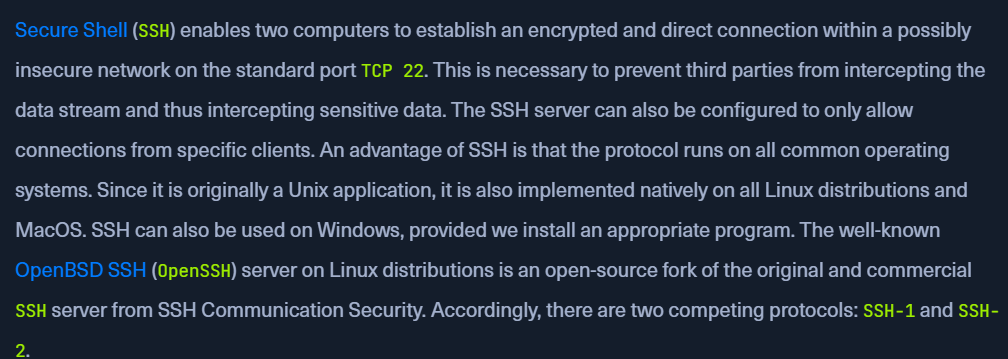 Secure Shell (SSH) enables two computers to establish an encrypted and direct connection within a possibly
insecure network on the standard port TCP 22. This is necessary to prevent third parties from intercepting the
data stream and thus intercepting sensitive data. The SSH server can also be configured to only allow
connections from specific clients. An advantage of SSH is that the protocol runs on all common operating
systems. Since it is originally a Unix application, it is also implemented natively on all Linux distributions and
MacOS. SSH can also be used on Windows, provided we install an appropriate program. The well-known
OpenBSD SSH (OpenSSH) server on Linux distributions is an open-source fork of the original and commercial
SSH server from SSH Communication Security. Accordingly, there are two competing protocols: SSH-1 and SSH-
2.